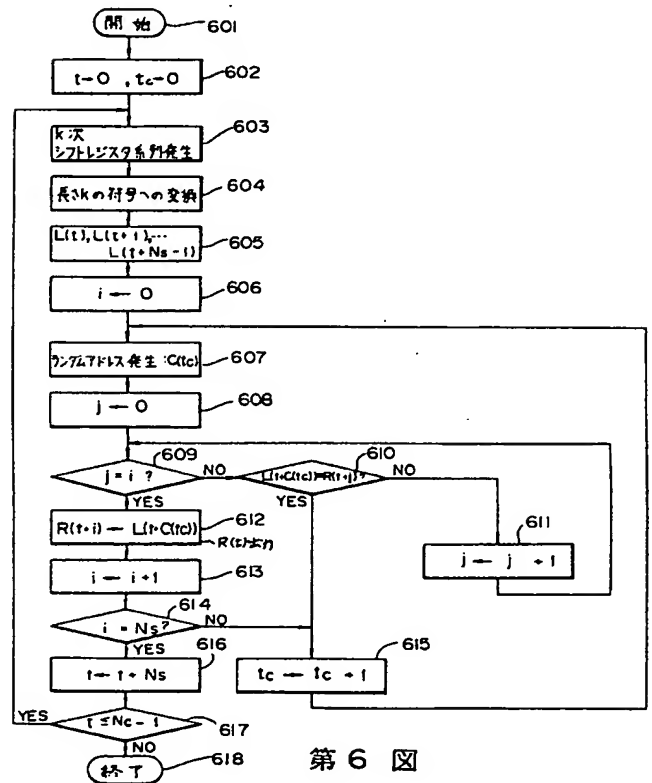 開始
601
t←0 , tc←0
602
k次
シフトレジスタ系列発生
603
長さkの符号への変換
604
L(t), L(t+1), …
L(t+Ns-1)
605
i ← 0
606
ランダムアドレス発生:C(tc)
607
j ← 0
608
609
j = i ?
NO
YES
610
L(t+C(tc))=R(t+j)?
NO
YES
611
j ← j + 1
R(t+i) ← L(t+C(tc))
612
R(t)出力
i ← i+1
613
614
i = Ns?
NO
YES
615
tc ← tc + 1
616
t ← t + Ns
YES
t ≤ Nc - 1
617
NO
終了
618
第 6 図